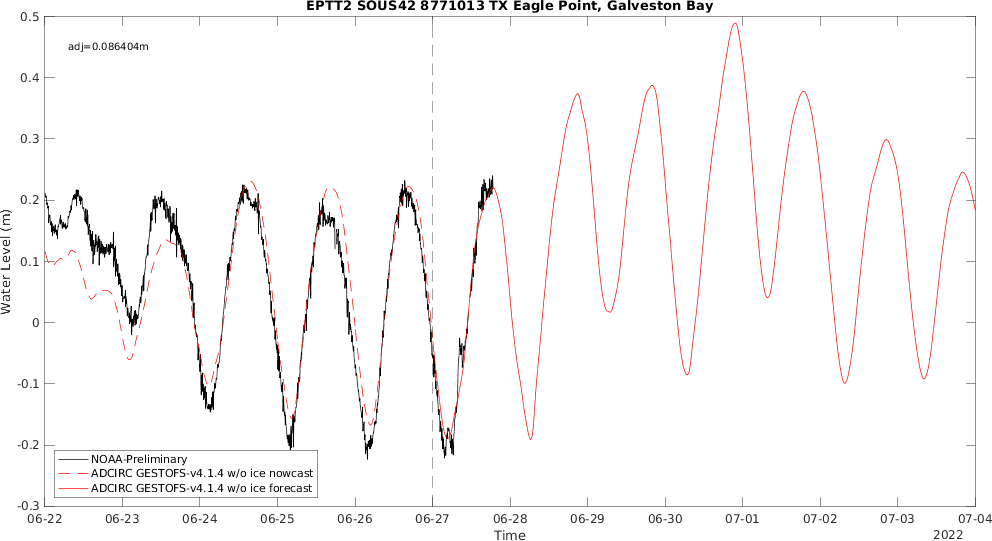 EPTT2 SOUS42 8771013 TX Eagle Point, Galveston Bay
adj=0.086404m
0.5
0.4
0.3
0.2
0.1
0
-0.1
-0.2
-0.3
Water Level (m)
NOAA-Preliminary
ADCIRC GESTOFS-v4.1.4 w/o ice nowcast
ADCIRC GESTOFS-v4.1.4 w/o ice forecast
06-22 06-23 06-24 06-25 06-26 06-27 06-28 06-29 06-30 07-01 07-02 07-03 07-04
Time
2022